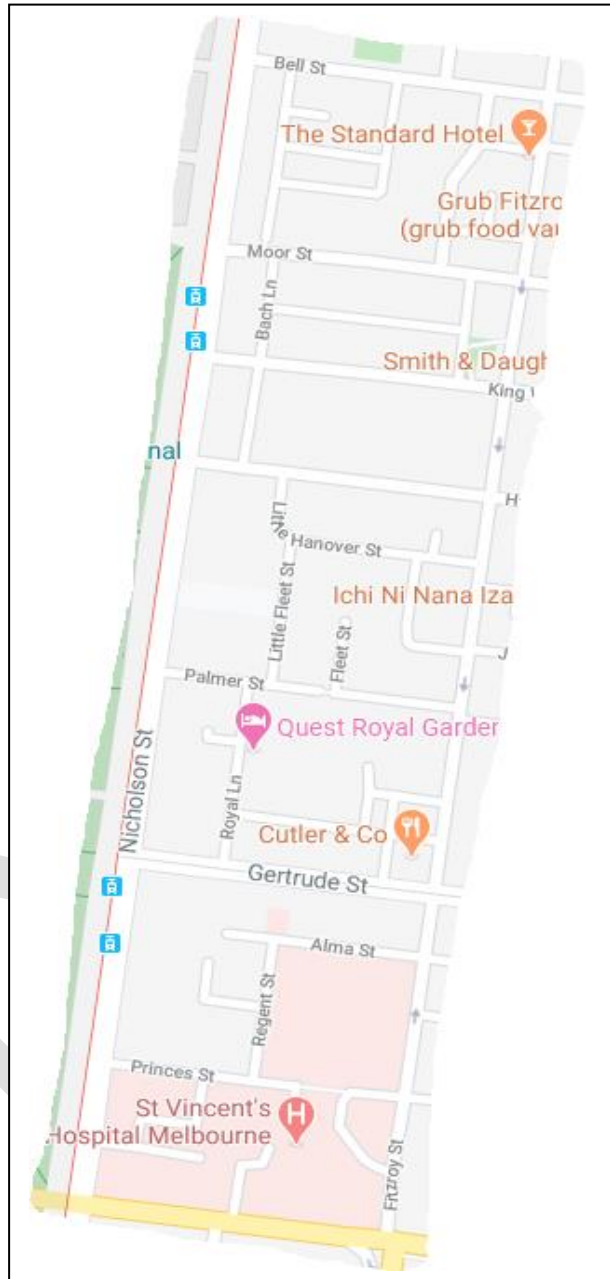 Bell St
The Standard Hotel
Grub Fitzro
(grub food va
Moor St
Bach Ln
Smith & Daugh
King
nal
H
Little Hanover St
Little Fleet St
Ichi Ni Nana Iza
Fleet St
J
Palmer St
Quest Royal Garden
Nicholson St
Royal Ln
Cutler & Co
Gertrude St
Alma St
Regent St
Princes St
St Vincent's
Hospital Melbourne
H
Fitzroy St